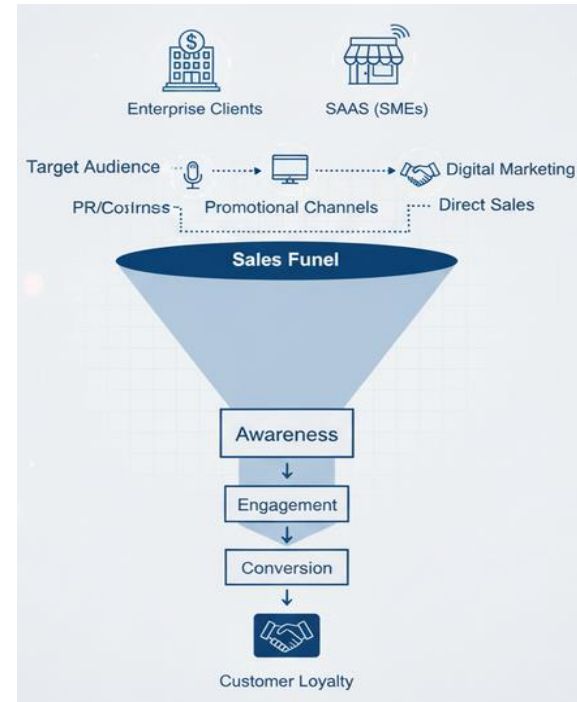 $
Enterprise Clients
SAAS (SMEs)
Target Audience
Digital Marketing
PR/Coılrnss
Promotional Channels
Direct Sales
Sales Funel
Awareness
Engagement
Conversion
Customer Loyalty